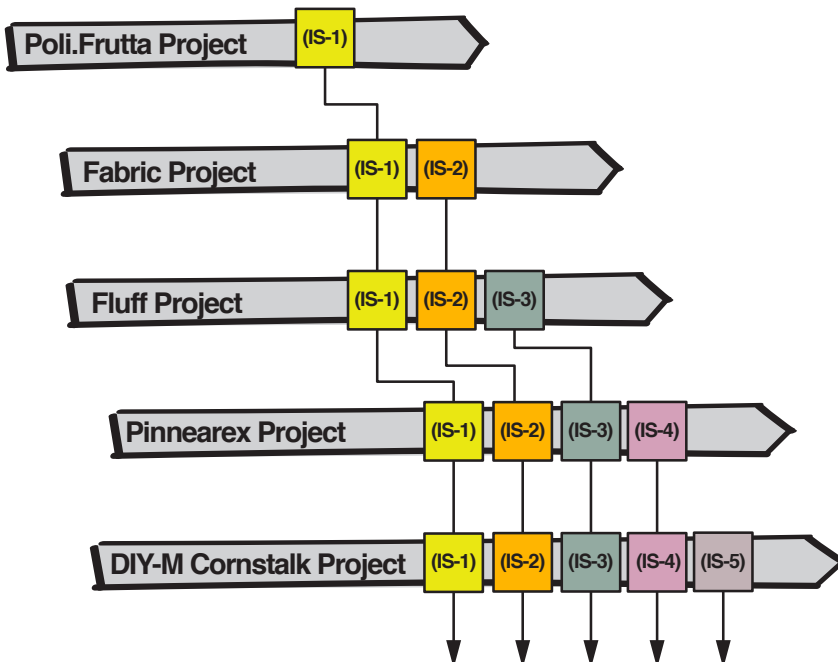 Poli.Frutta Project (IS-1)
Fabric Project (IS-1) (IS-2)
Fluff Project (IS-1) (IS-2) (IS-3)
Pinnearex Project (IS-1) (IS-2) (IS-3) (IS-4)
DIY-M Cornstalk Project (IS-1) (IS-2) (IS-3) (IS-4) (IS-5)